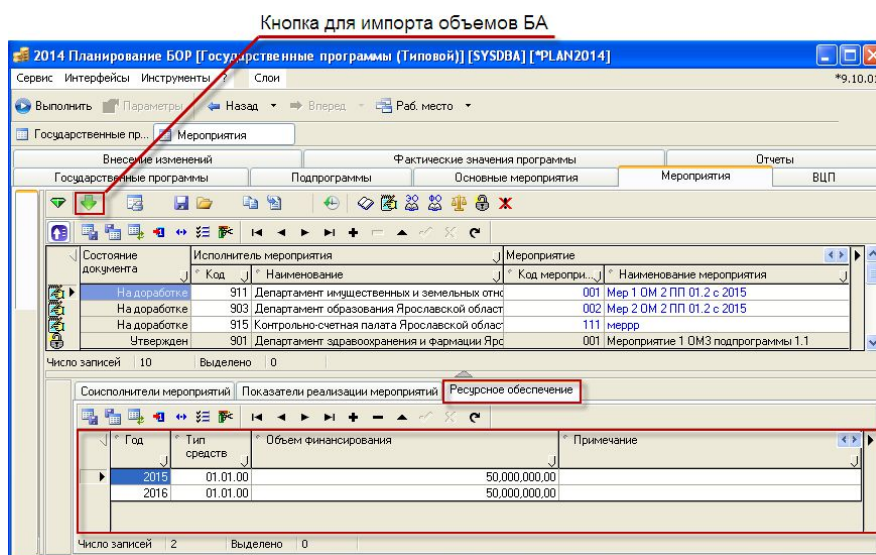 Кнопка для импорта объемов БА
2014 Планирование БОР [Государственные программы (Типовой)] [SYSDBA] [*PLAN2014]
Сервис Интерфейсы Инструменты ? Слои *9.10.01
Выполнить Параметры Назад Вперед Раб. место
Государственные пр... Мероприятия
Внесение изменений Фактические значения программы Отчеты
Государственные программы Подпрограммы Основные мероприятия Мероприятия ВЦП
Состояние документа Исполнитель мероприятия Мероприятие
Код Наименование Код меропри... Наименование мероприятия
На доработке 911 Департамент имущественных и земельных отно 001 Мер 1 ОМ 2 ПП 01.2 с 2015
На доработке 903 Департамент образования Ярославской област 002 Мер 2 ОМ 2 ПП 01.2 с 2015
На доработке 915 Контрольно-счетная палата Ярославской облас 111 меррр
Утвержден 901 Департамент здравоохранения и фармации Яро 001 Мероприятие 1 ОМ3 подпрограммы 1.1
Число записей 10 Выделено 0
Соисполнители мероприятий Показатели реализации мероприятий Ресурсное обеспечение
Год Тип средств Объем финансирования Примечание
2015 01.01.00 50,000,000,00
2016 01.01.00 50,000,000,00
Число записей 2 Выделено 0